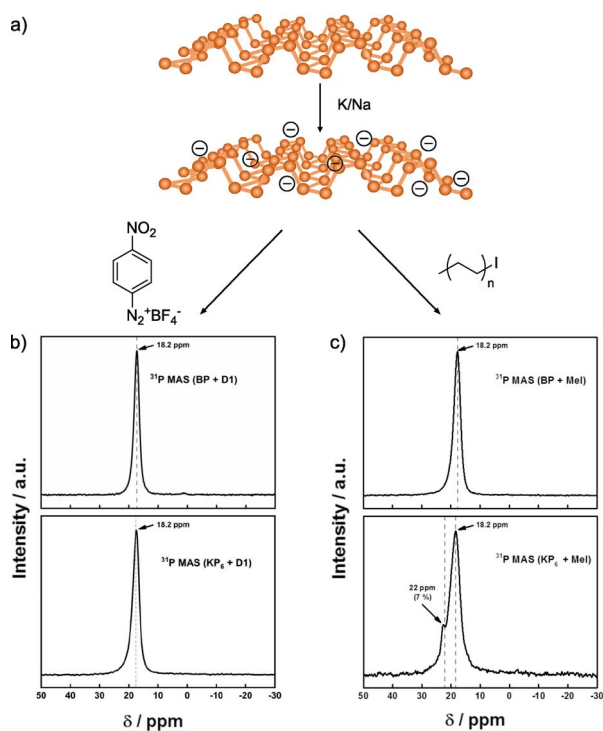 a)
K/Na
NO₂
N₂⁺BF₄⁻
I
n
b)
18.2 ppm
³¹P MAS (BP + D1)
18.2 ppm
³¹P MAS (KP₆ + D1)
Intensity / a.u.
50 40 30 20 10 0 -10 -20 -30
δ / ppm
c)
18.2 ppm
³¹P MAS (BP + MeI)
18.2 ppm
³¹P MAS (KP₆ + MeI)
22 ppm
(7 %)
Intensity / a.u.
50 40 30 20 10 0 -10 -20 -30
δ / ppm